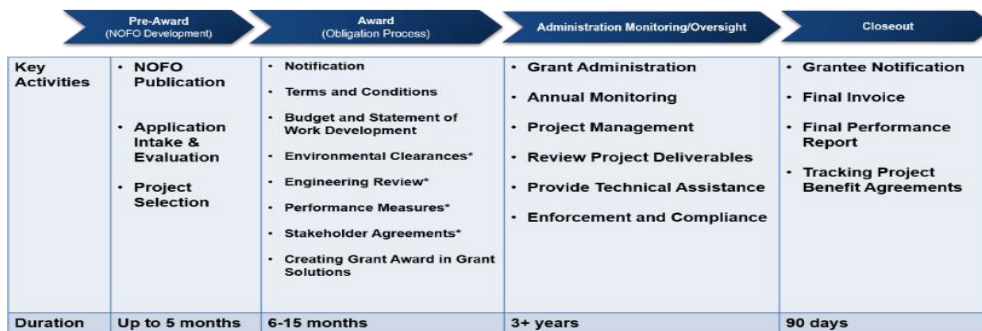 Pre-Award
(NOFO Development)
Award
(Obligation Process)
Administration Monitoring/Oversight
Closeout
Key
Activities
• NOFO
Publication
• Application
Intake &
Evaluation
• Project
Selection
• Notification
• Terms and Conditions
• Budget and Statement of
Work Development
• Environmental Clearances*
• Engineering Review*
• Performance Measures*
• Stakeholder Agreements*
• Creating Grant Award in Grant
Solutions
• Grant Administration
• Annual Monitoring
• Project Management
• Review Project Deliverables
• Provide Technical Assistance
• Enforcement and Compliance
• Grantee Notification
• Final Invoice
• Final Performance
Report
• Tracking Project
Benefit Agreements
Duration
Up to 5 months
6-15 months
3+ years
90 days